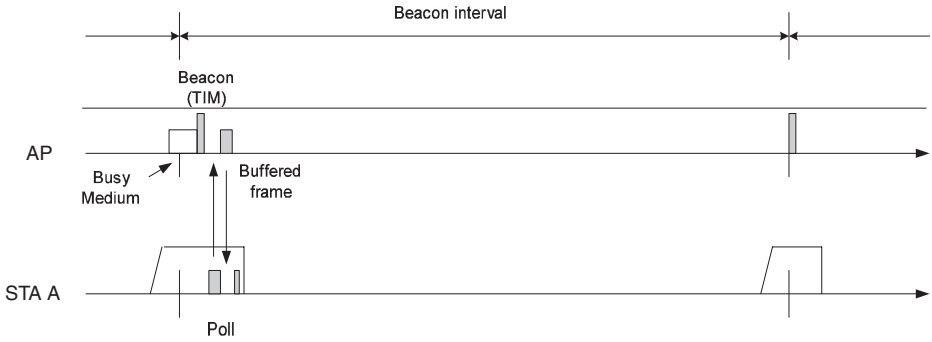 Beacon interval
Beacon
(TIM)
AP
Busy
Medium
Buffered
frame
STA A
Poll